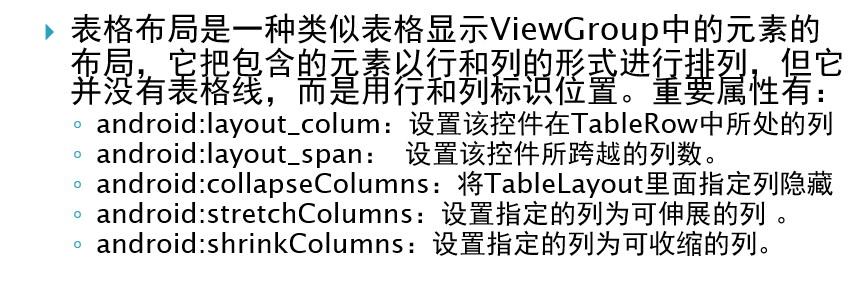 表格布局是一种类似表格显示ViewGroup中的元素的
布局，它把包含的元素以行和列的形式进行排列，但它
并没有表格线，而是用行和列标识位置。重要属性有：
android:layout_colum：设置该控件在TableRow中所处的列
android:layout_span： 设置该控件所跨越的列数。
android:collapseColumns：将TableLayout里面指定列隐藏
android:stretchColumns：设置指定的列为可伸展的列 。
android:shrinkColumns：设置指定的列为可收缩的列。